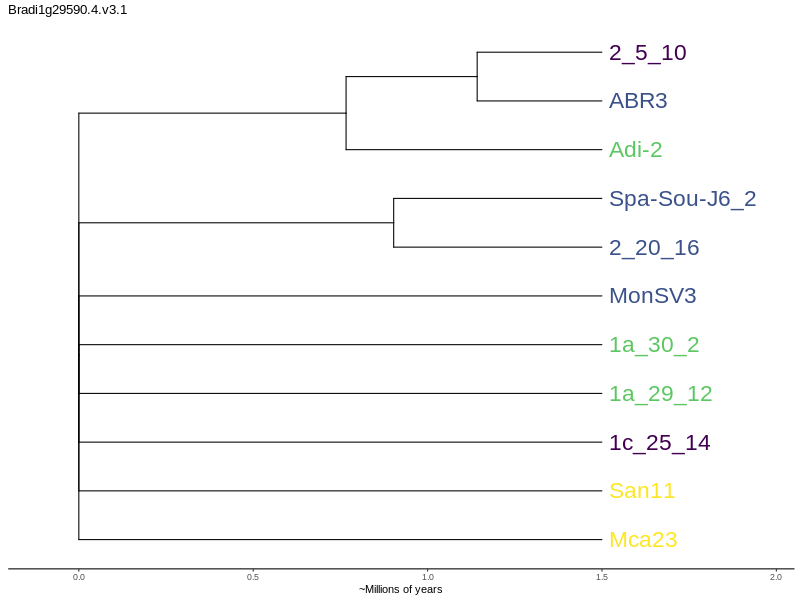 Bradi1g29590.4.v3.1
2_5_10
ABR3
Adi-2
Spa-Sou-J6_2
2_20_16
MonSV3
1a_30_2
1a_29_12
1c_25_14
San11
Mca23
0.0 0.5 1.0 1.5 2.0
~Millions of years